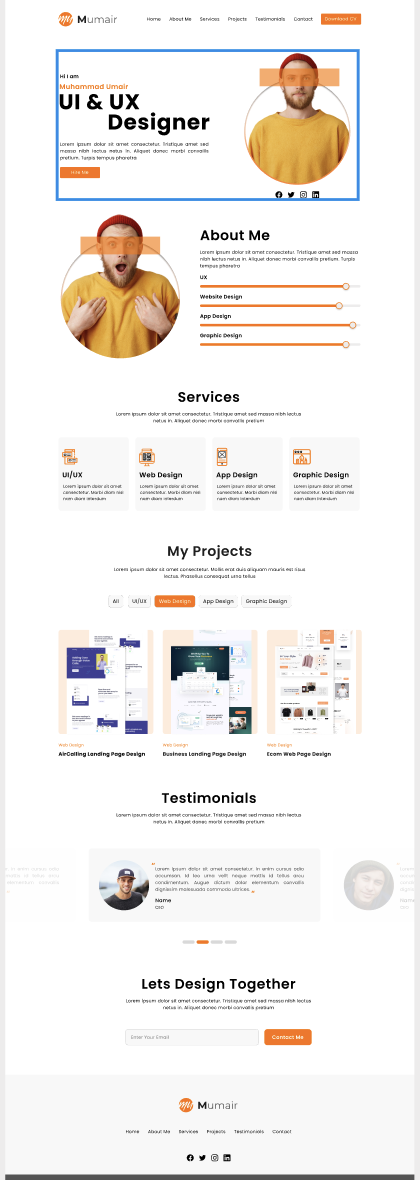 Mumair
Home About Me Services Projects Testimonials Contact Download CV
Hi I am
Muhammad Umair
UI & UX
Designer
Lorem ipsum dolor sit amet consectetur. Tristique amet sed
massa nibh lectus netus in. Aliquet donec morbi convallis
pretium. Turpis tempus pharetra
Hire Me
About Me
Lorem ipsum dolor sit amet consectetur. Tristique amet sed massa
nibh lectus netus in. Aliquet donec morbi convallis pretium. Turpis
tempus pharetra
UX
Website Design
App Design
Graphic Design
Services
Lorem ipsum dolor sit amet consectetur. Tristique amet sed massa nibh lectus
netus in. Aliquet donec morbi convallis pretium
UI/UX
Lorem ipsum dolor sit amet
consectetur. Morbi diam nisi
nam interdum
Web Design
Lorem ipsum dolor sit amet
consectetur. Morbi diam nisi
nam interdum
App Design
Lorem ipsum dolor sit amet
consectetur. Morbi diam nisi
nam interdum
Graphic Design
Lorem ipsum dolor sit amet
consectetur. Morbi diam nisi
nam interdum
My Projects
Lorem ipsum dolor sit amet consectetur. Mollis erat duis aliquam mauris est risus
lectus. Phasellus consequat urna tellus
All UI/UX Web Design App Design Graphic Design
Web Design
AirCalling Landing Page Design
Web Design
Business Landing Page Design
Web Design
Ecom Web Page Design
Testimonials
Lorem ipsum dolor sit amet consectetur. Tristique amet sed massa nibh lectus
netus in. Aliquet donec morbi convallis pretium
Lorem ipsum dolor sit amet consectetur. In enim cursus odio
accumsan. Id leo urna velit neque mattis id tellus arcu
condimentum. Augue dictum dolor elementum convallis
dignissim malesuada commodo ultrices.
Name
CEO
Lets Design Together
Lorem ipsum dolor sit amet consectetur. Tristique amet sed massa nibh lectus
netus in. Aliquet donec morbi convallis pretium
Enter Your Email Contact Me
Mumair
Home About Me Services Projects Testimonials Contact